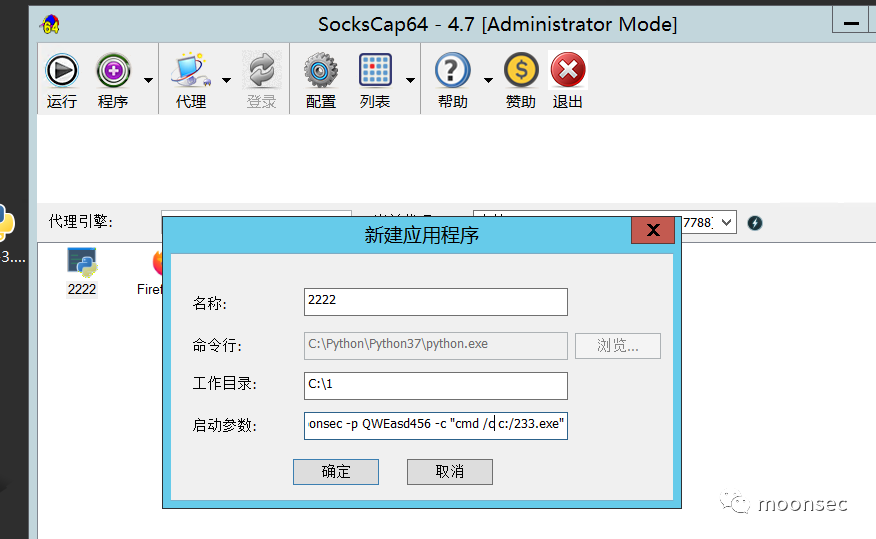 SocksCap64 - 4.7 [Administrator Mode]
运行 程序 代理 登录 配置 列表 帮助 赞助 退出
代理引擎:
7788]
3....
2222
新建应用程序
X
名称:
2222
命令行:
C:\Python\Python37\python.exe
浏览...
工作目录:
C:\1
启动参数:
onsec -p QWEasd456 -c "cmd /c c:/233.exe"
确定 取消
moonsec